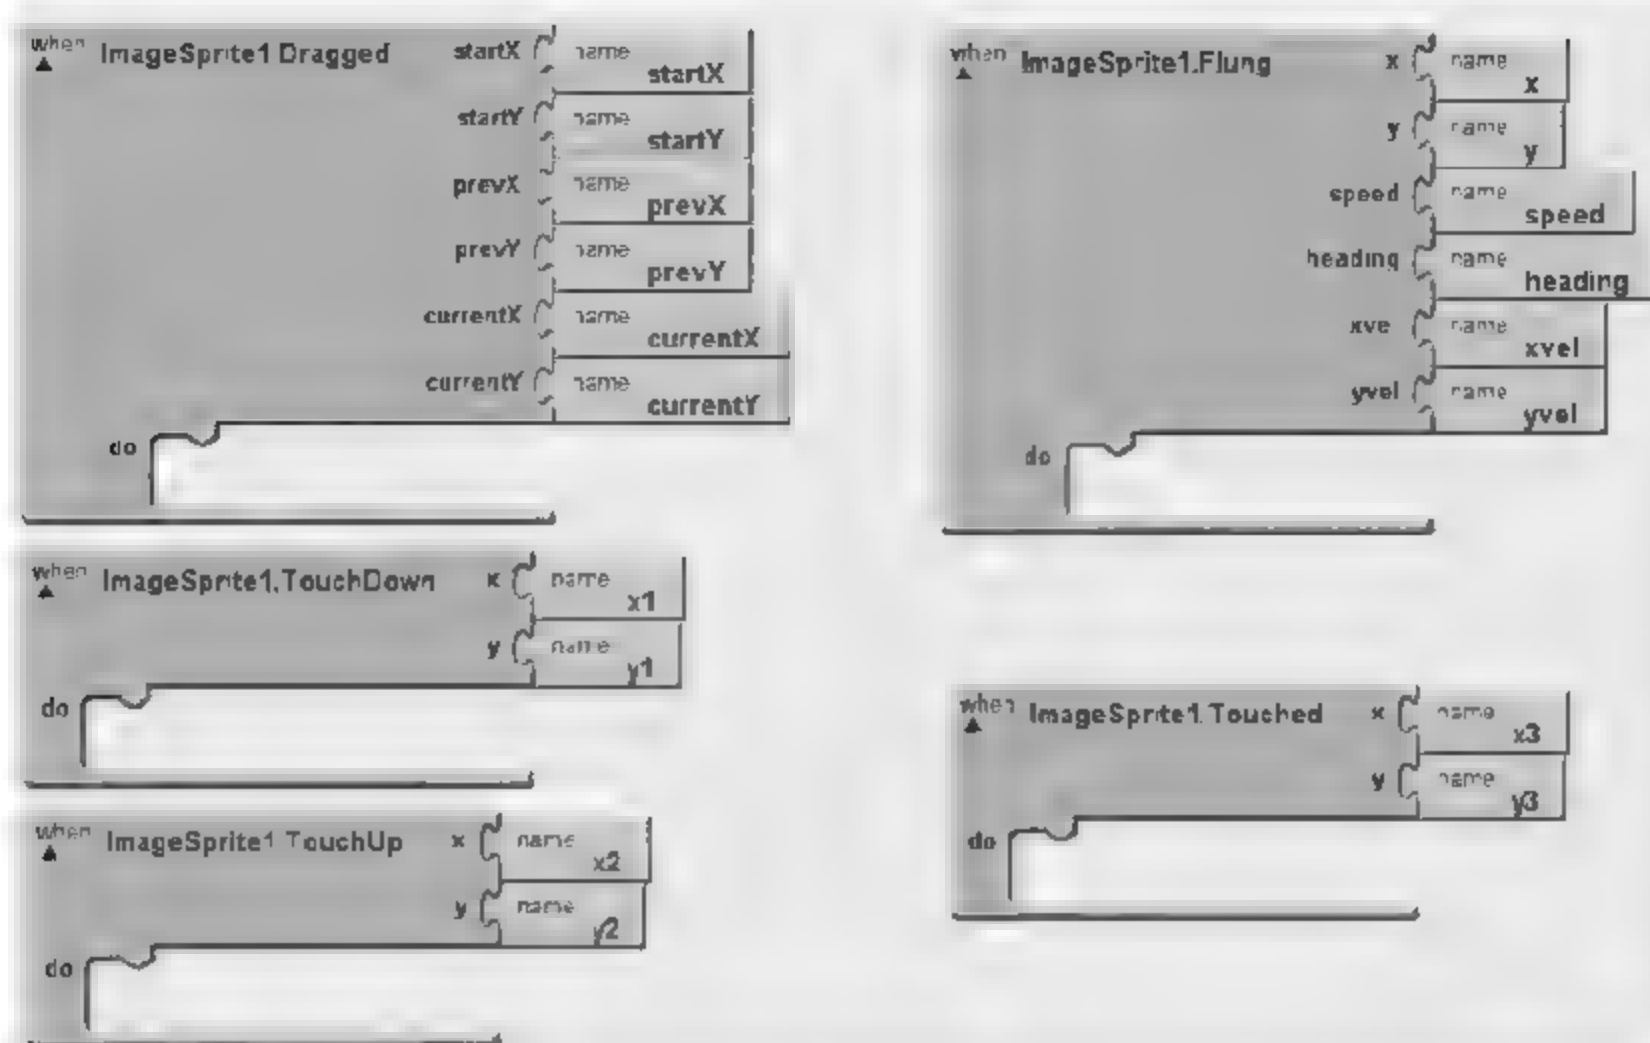 when ImageSprite1.Dragged startX name startX
startY name startY
prevX name prevX
prevY name prevY
currentX name currentX
currentY name currentY
do
when ImageSprite1.Flung x name x
y name y
speed name speed
heading name heading
xve name xvel
yvel name yvel
do
when ImageSprite1.TouchDown x name x1
y name y1
do
when ImageSprite1.Touched x name x3
y name y3
do
when ImageSprite1.TouchUp x name x2
y name y2
do